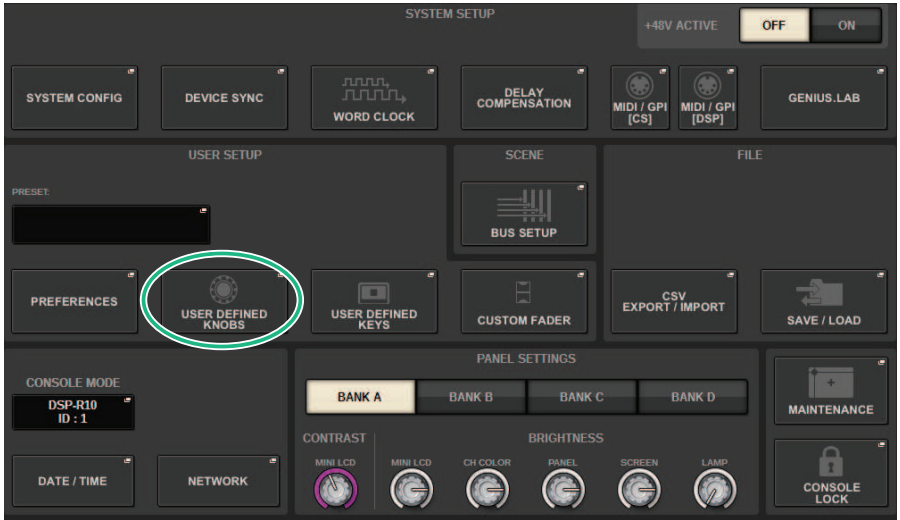 SYSTEM SETUP
+48V ACTIVE
OFF
ON
SYSTEM CONFIG
DEVICE SYNC
WORD CLOCK
DELAY
COMPENSATION
MIDI / GPI
[CS]
MIDI / GPI
[DSP]
GENIUS.LAB
USER SETUP
SCENE
FILE
PRESET:
BUS SETUP
PREFERENCES
USER DEFINED
KNOBS
USER DEFINED
KEYS
CUSTOM FADER
CSV
EXPORT / IMPORT
SAVE / LOAD
CONSOLE MODE
DSP-R10
ID : 1
PANEL SETTINGS
BANK A
BANK B
BANK C
BANK D
MAINTENANCE
CONTRAST
BRIGHTNESS
MINI LCD
MINI LCD
CH COLOR
PANEL
SCREEN
LAMP
DATE / TIME
NETWORK
CONSOLE
LOCK